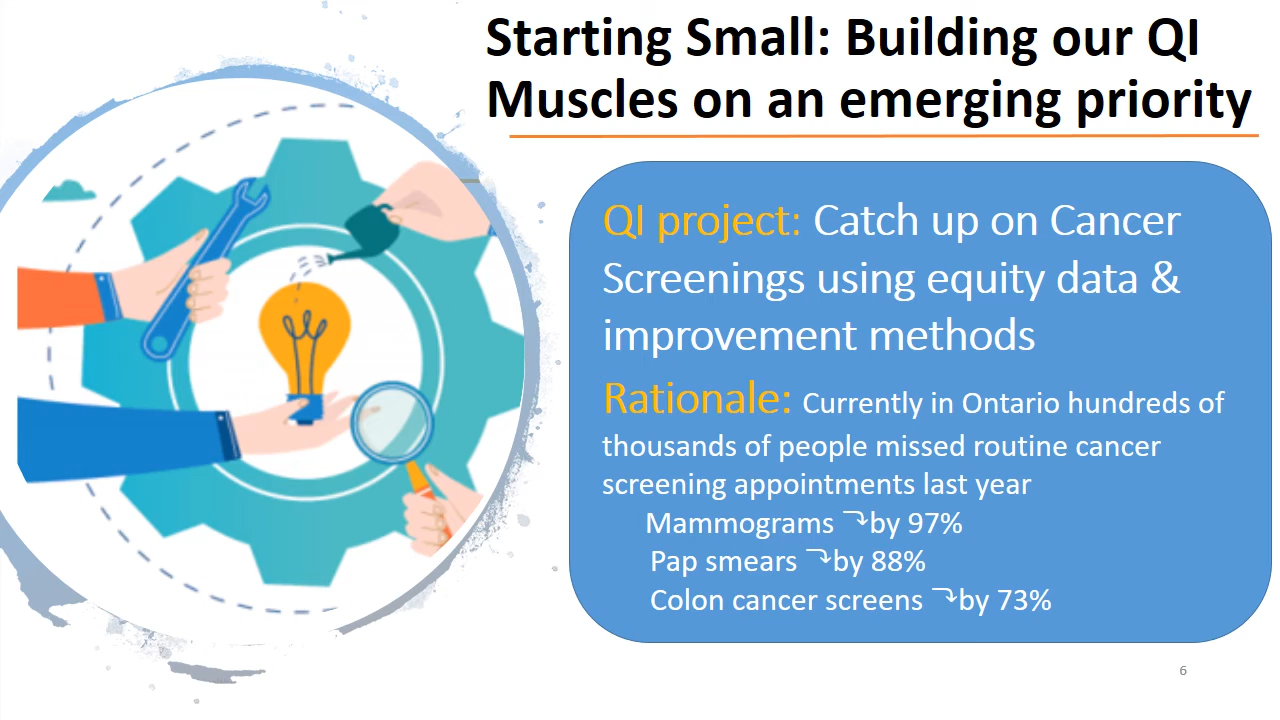 Starting Small: Building our QI
Muscles on an emerging priority
QI project: Catch up on Cancer
Screenings using equity data &
improvement methods
Rationale: Currently in Ontario hundreds of
thousands of people missed routine cancer
screening appointments last year
Mammograms ⤵by 97%
Pap smears ⤵by 88%
Colon cancer screens ⤵by 73%
6